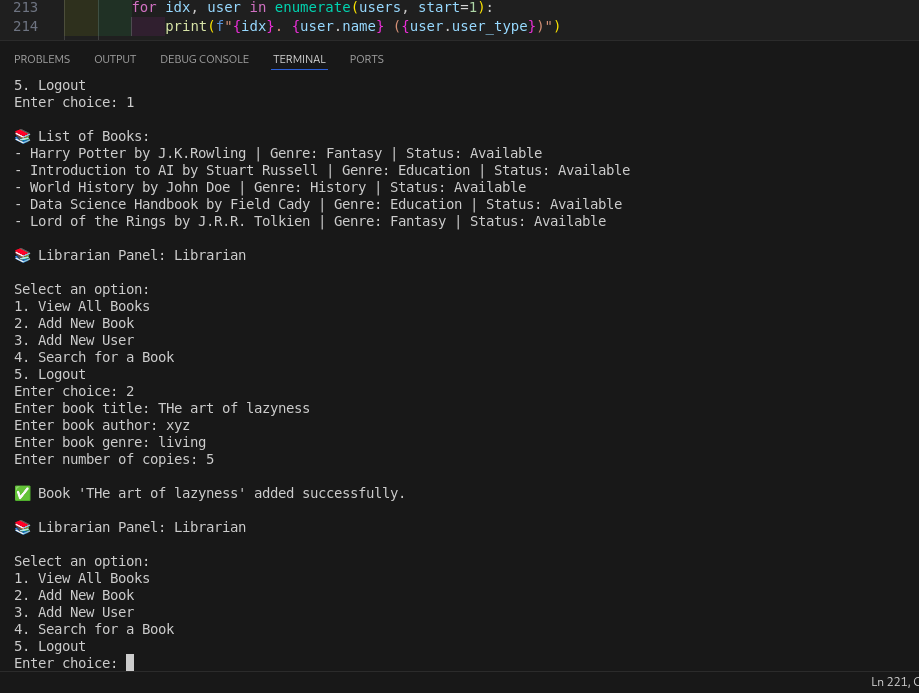 213 for idx, user in enumerate(users, start=1):
214 print(f"{idx}. {user.name} ({user.user_type})")
PROBLEMS OUTPUT DEBUG CONSOLE TERMINAL PORTS
5. Logout
Enter choice: 1
📚 List of Books:
- Harry Potter by J.K.Rowling | Genre: Fantasy | Status: Available
- Introduction to AI by Stuart Russell | Genre: Education | Status: Available
- World History by John Doe | Genre: History | Status: Available
- Data Science Handbook by Field Cady | Genre: Education | Status: Available
- Lord of the Rings by J.R.R. Tolkien | Genre: Fantasy | Status: Available
📚 Librarian Panel: Librarian
Select an option:
1. View All Books
2. Add New Book
3. Add New User
4. Search for a Book
5. Logout
Enter choice: 2
Enter book title: THe art of lazyness
Enter book author: xyz
Enter book genre: living
Enter number of copies: 5
✅ Book 'THe art of lazyness' added successfully.
📚 Librarian Panel: Librarian
Select an option:
1. View All Books
2. Add New Book
3. Add New User
4. Search for a Book
5. Logout
Enter choice:
Ln 221,